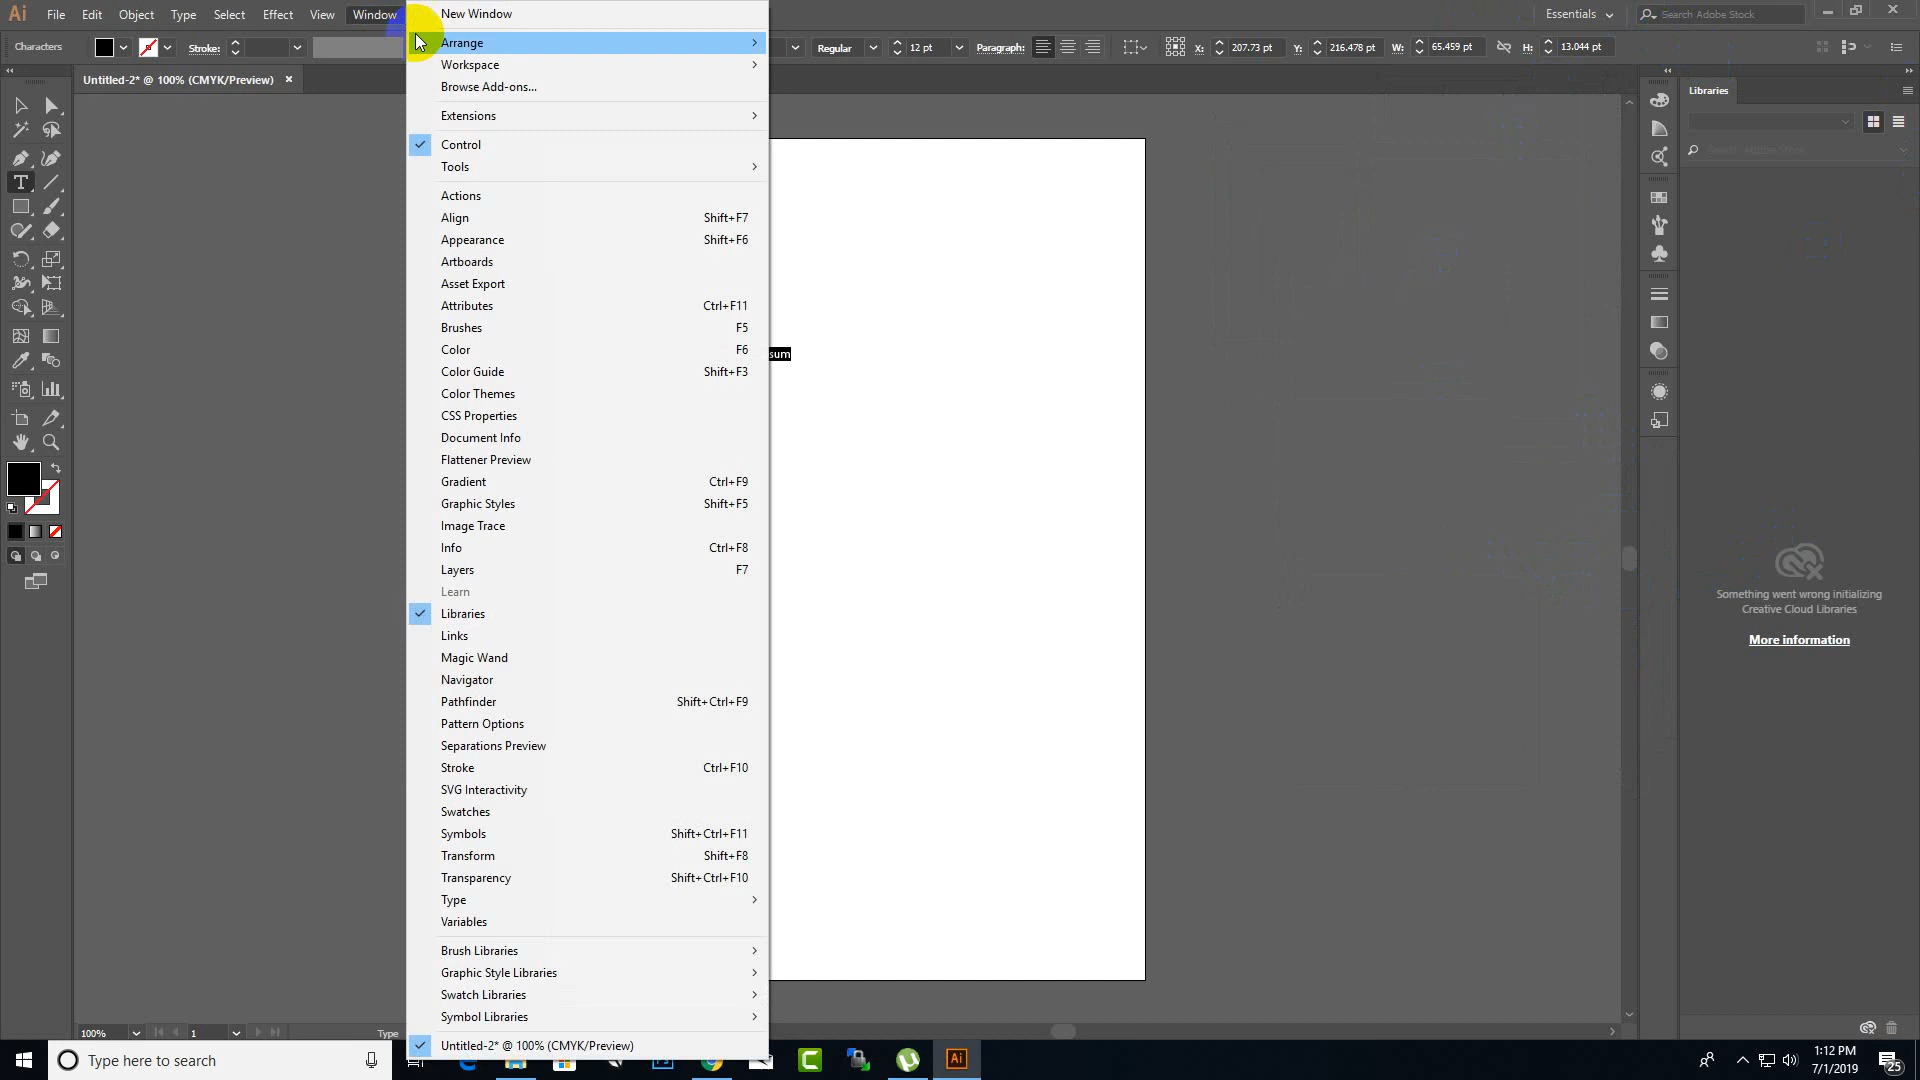 Ai File Edit Object Type Select Effect View Window
Essentials
Search Adobe Stock
Characters
Stroke:
Regular
12 pt
Paragraph:
X: 207.73 pt
Y: 216.478 pt
W: 65.459 pt
H: 13.044 pt
Untitled-2* @ 100% (CMYK/Preview)
New Window
Arrange
Workspace
Browse Add-ons...
Extensions
Control
Tools
Actions
Align Shift+F7
Appearance Shift+F6
Artboards
Asset Export
Attributes Ctrl+F11
Brushes F5
Color F6
Color Guide Shift+F3
Color Themes
CSS Properties
Document Info
Flattener Preview
Gradient Ctrl+F9
Graphic Styles Shift+F5
Image Trace
Info Ctrl+F8
Layers F7
Learn
Libraries
Links
Magic Wand
Navigator
Pathfinder Shift+Ctrl+F9
Pattern Options
Separations Preview
Stroke Ctrl+F10
SVG Interactivity
Swatches
Symbols Shift+Ctrl+F11
Transform Shift+F8
Transparency Shift+Ctrl+F10
Type
Variables
Brush Libraries
Graphic Style Libraries
Swatch Libraries
Symbol Libraries
Untitled-2* @ 100% (CMYK/Preview)
sum
Libraries
Search Adobe Stock
Something went wrong initializing
Creative Cloud Libraries
More information
100%
1
Type
Type here to search
Ai
1:12 PM
7/1/2019
25